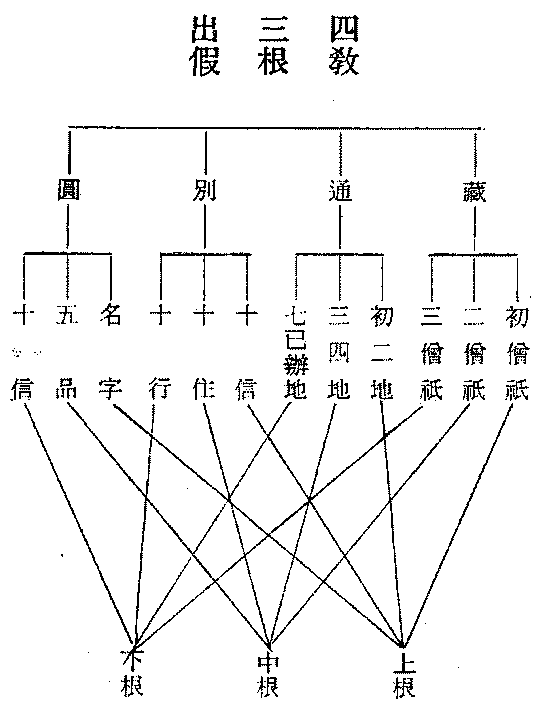 四教
三根
出假
藏
通
別
圓
初僧祇
二僧祇
三僧祇
初二地
三四地
七已辦地
十信
十住
十行
名字
五品
十信
上根
中根
下根